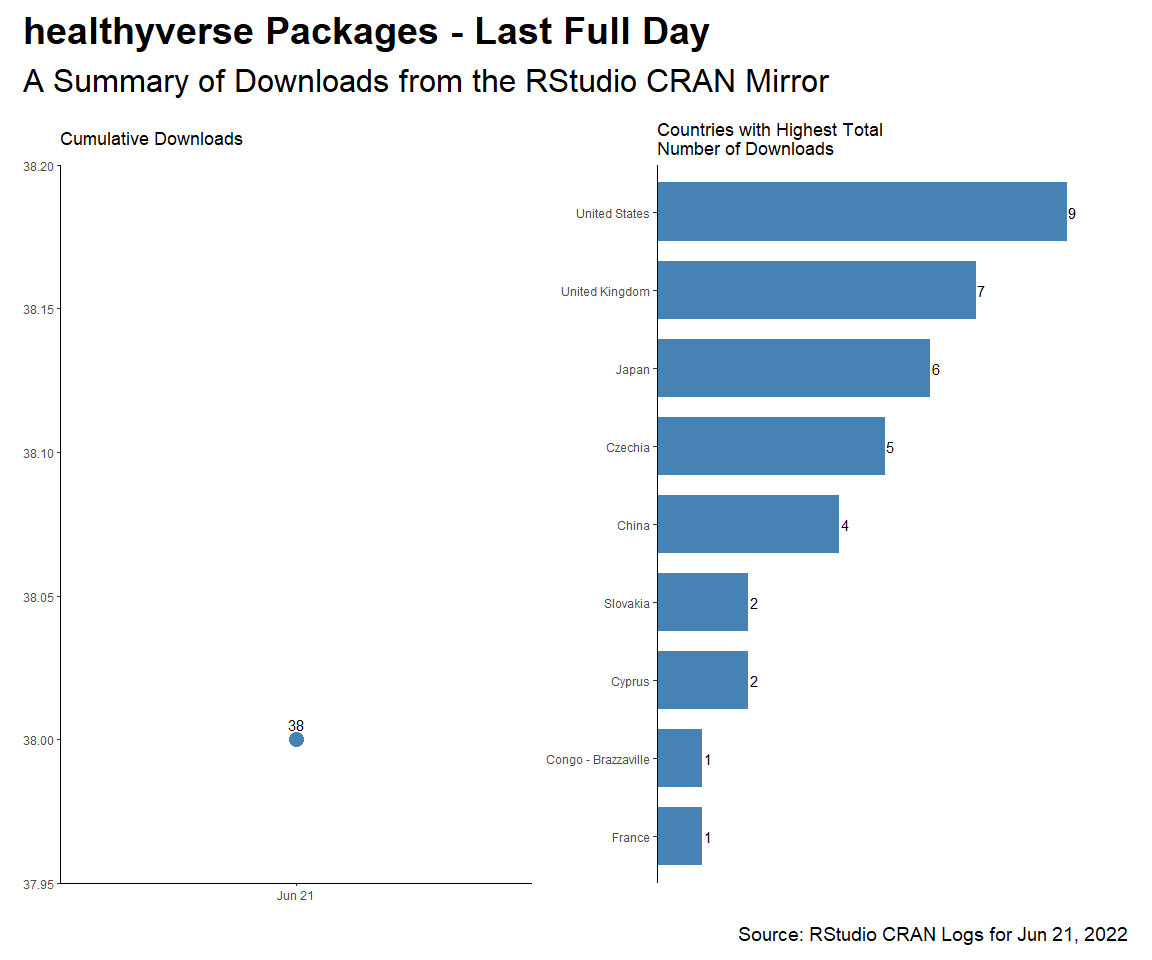 healthyverse Packages - Last Full Day
A Summary of Downloads from the RStudio CRAN Mirror
Cumulative Downloads
38.20
38.15
38.10
38.05
38.00
37.95
38
Jun 21
Countries with Highest Total
Number of Downloads
United States 9
United Kingdom 7
Japan 6
Czechia 5
China 4
Slovakia 2
Cyprus 2
Congo - Brazzaville 1
France 1
Source: RStudio CRAN Logs for Jun 21, 2022